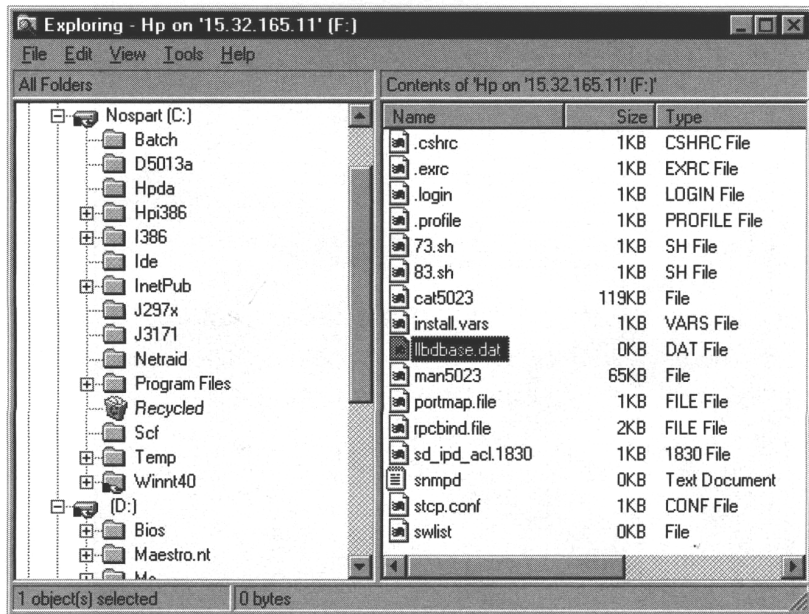 Exploring - Hp on '15.32.165.11' (F:)
File Edit View Tools Help
All Folders
Contents of 'Hp on '15.32.165.11' (F:)'
Nospart (C:)
Batch
D5013a
Hpda
Hpi386
I386
Ide
InetPub
J297x
J3171
Netraid
Program Files
Recycled
Scf
Temp
Winnt40
(D:)
Bios
Maestro.nt
Name Size Type
.cshrc 1KB CSHRC File
.exrc 1KB EXRC File
.login 1KB LOGIN File
.profile 1KB PROFILE File
73.sh 1KB SH File
83.sh 1KB SH File
cat5023 119KB File
install.vars 1KB VARS File
llbdbase.dat 0KB DAT File
man5023 65KB File
portmap.file 1KB FILE File
rpcbind.file 2KB FILE File
sd_ipd_acl.1830 1KB 1830 File
snmpd 0KB Text Document
stcp.conf 1KB CONF File
swlist 0KB File
1 object(s) selected 0 bytes